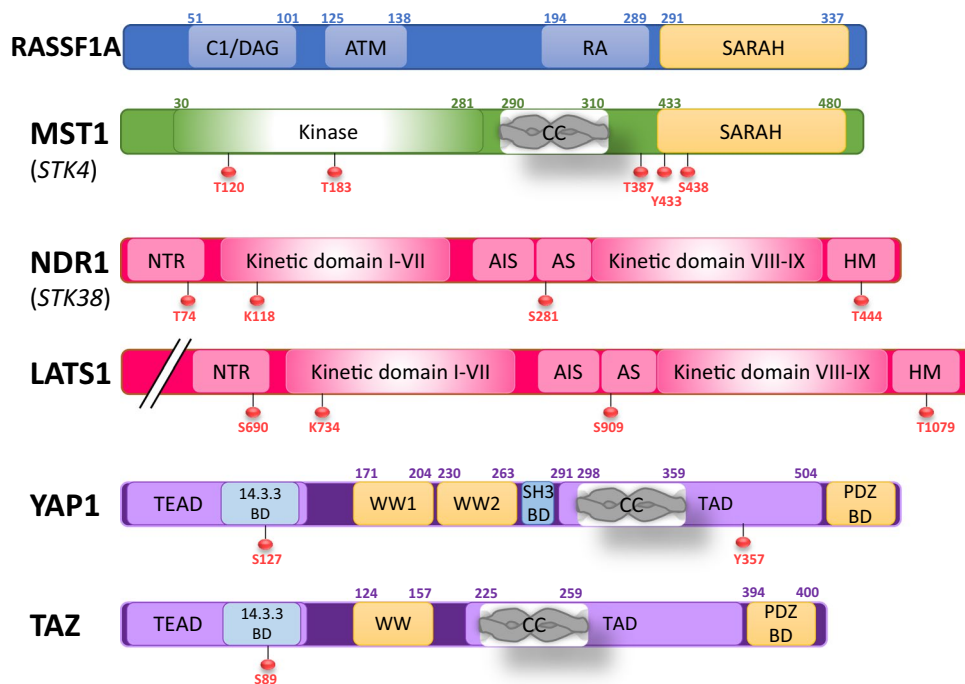 51 101 125 138 194 289 291 337
RASSF1A C1/DAG ATM RA SARAH
30 281 290 310 433 480
MST1 Kinase CC SARAH
(STK4)
T120 T183 T387 Y433 S438
NDR1 NTR Kinetic domain I-VII AIS AS Kinetic domain VIII-IX HM
(STK38)
T74 K118 S281 T444
LATS1 NTR Kinetic domain I-VII AIS AS Kinetic domain VIII-IX HM
S690 K734 S909 T1079
171 204 230 263 291 298 359 504
YAP1 TEAD 14.3.3 BD WW1 WW2 SH3 BD CC TAD PDZ BD
S127 Y357
124 157 225 259 394 400
TAZ TEAD 14.3.3 BD WW CC TAD PDZ BD
S89